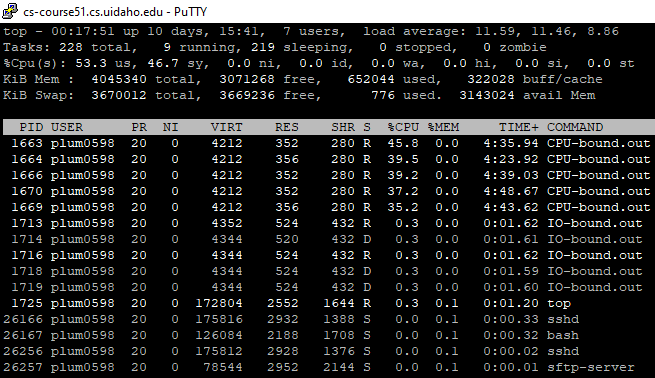 cs-course51.cs.uidaho.edu - PuTTY
top - 00:17:51 up 10 days, 15:41,  7 users,  load average: 11.59, 11.46, 8.86
Tasks: 228 total,   9 running, 219 sleeping,   0 stopped,   0 zombie
%Cpu(s): 53.3 us, 46.7 sy,  0.0 ni,  0.0 id,  0.0 wa,  0.0 hi,  0.0 si,  0.0 st
KiB Mem :  4045340 total,  3071268 free,   652044 used,   322028 buff/cache
KiB Swap:  3670012 total,  3669236 free,      776 used.  3143024 avail Mem
PID USER      PR  NI    VIRT    RES    SHR S  %CPU %MEM     TIME+ COMMAND
1663 plum0598  20   0    4212    352    280 R  45.8  0.0   4:35.94 CPU-bound.out
1664 plum0598  20   0    4212    356    280 R  39.5  0.0   4:23.92 CPU-bound.out
1666 plum0598  20   0    4212    352    280 R  39.2  0.0   4:39.03 CPU-bound.out
1670 plum0598  20   0    4212    352    280 R  37.2  0.0   4:48.67 CPU-bound.out
1669 plum0598  20   0    4212    356    280 R  35.2  0.0   4:43.62 CPU-bound.out
1713 plum0598  20   0    4352    524    432 R   0.3  0.0   0:01.62 IO-bound.out
1714 plum0598  20   0    4344    520    432 D   0.3  0.0   0:01.61 IO-bound.out
1716 plum0598  20   0    4344    524    432 R   0.3  0.0   0:01.62 IO-bound.out
1718 plum0598  20   0    4344    524    432 D   0.3  0.0   0:01.59 IO-bound.out
1719 plum0598  20   0    4344    524    432 D   0.3  0.0   0:01.60 IO-bound.out
1725 plum0598  20   0  172804   2552   1644 R   0.3  0.1   0:01.20 top
26166 plum0598  20   0  175816   2932   1388 S   0.0  0.1   0:00.33 sshd
26167 plum0598  20   0  126084   2188   1708 S   0.0  0.1   0:00.32 bash
26256 plum0598  20   0  175812   2928   1376 S   0.0  0.1   0:00.02 sshd
26257 plum0598  20   0   78544   2952   2144 S   0.0  0.1   0:00.01 sftp-server